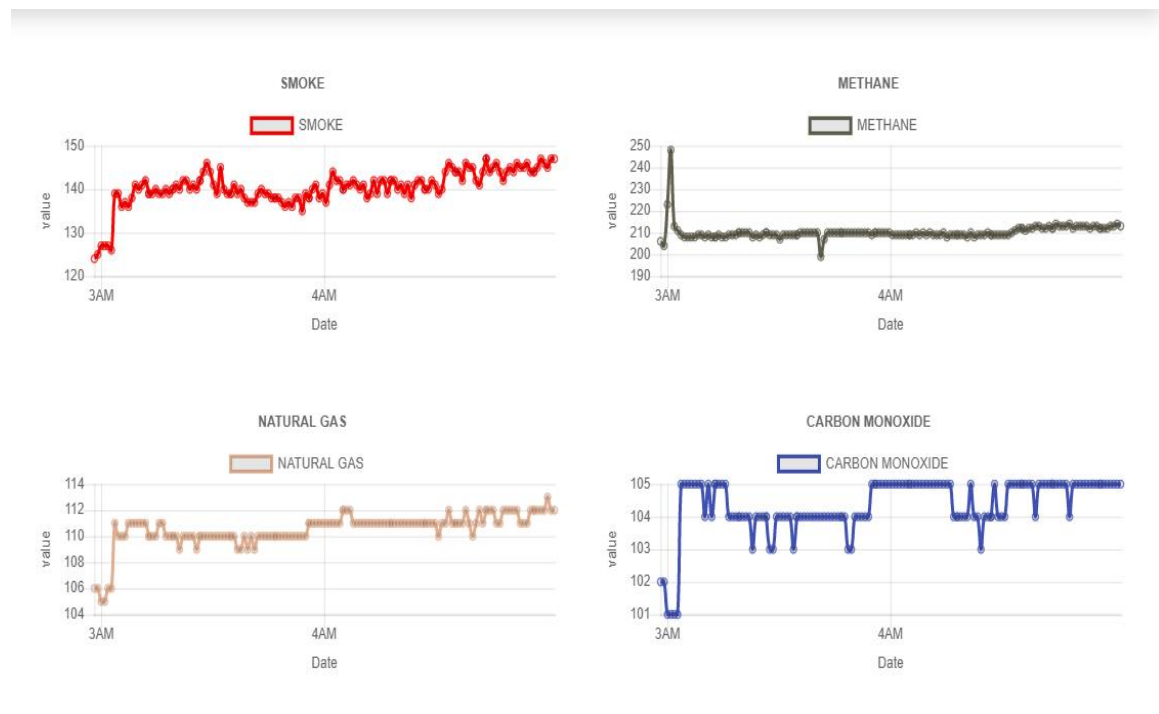 SMOKE
SMOKE
150
140
130
120
value
3AM
4AM
Date
METHANE
METHANE
250
240
230
220
210
200
190
value
3AM
4AM
Date
NATURAL GAS
NATURAL GAS
114
112
110
108
106
104
value
3AM
4AM
Date
CARBON MONOXIDE
CARBON MONOXIDE
105
104
103
102
101
value
3AM
4AM
Date